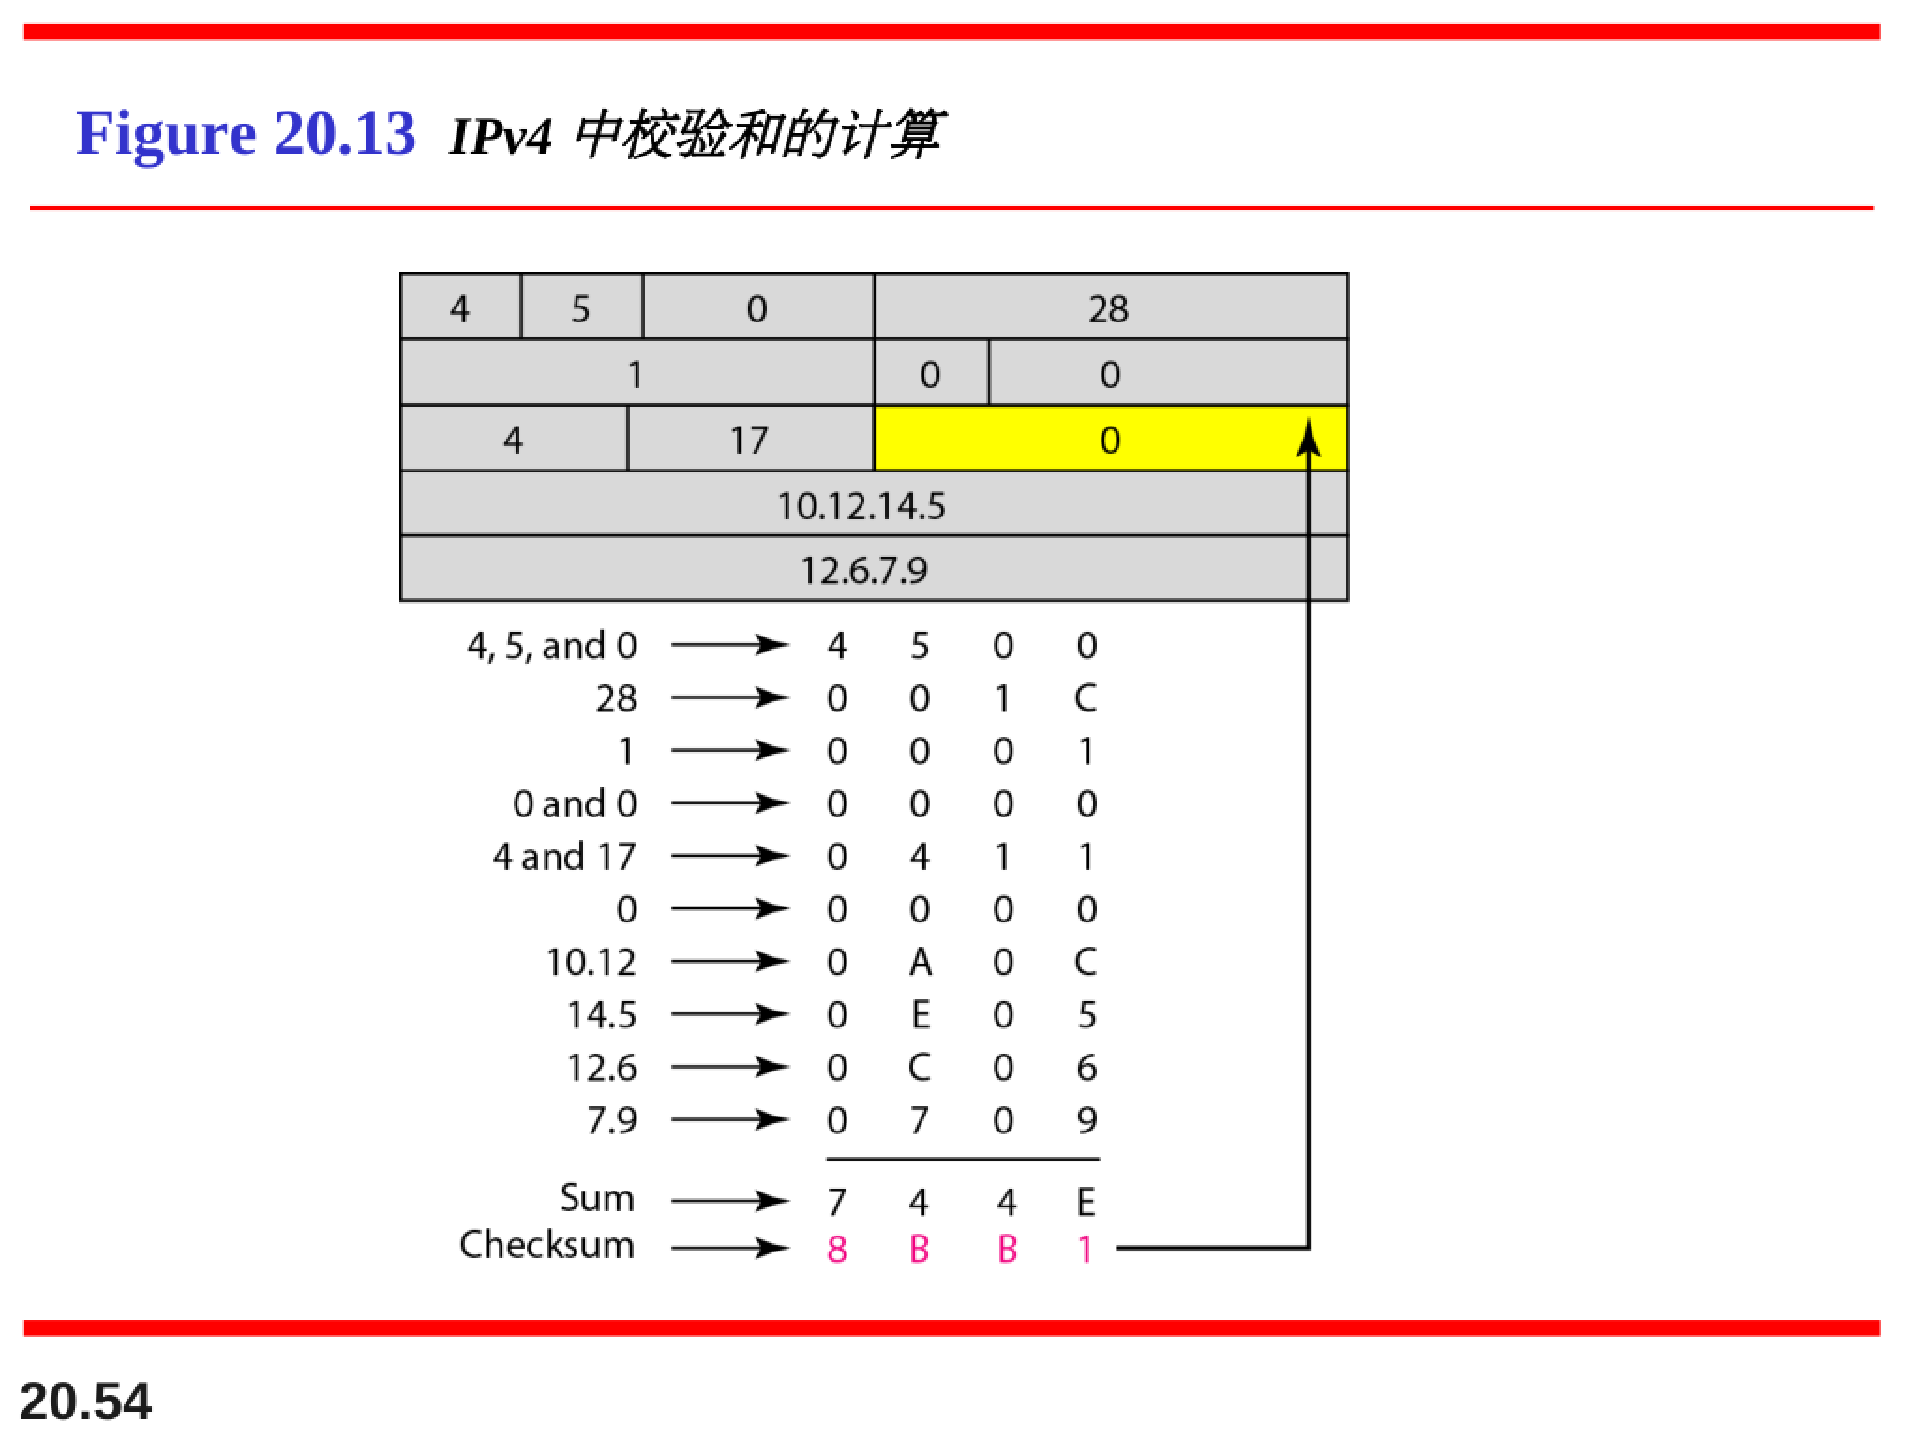 Figure 20.13 IPv4 中校验和的计算
4 5 0 28
1 0 0
4 17 0
10.12.14.5
12.6.7.9
4, 5, and 0 4 5 0 0
28 0 0 1 C
1 0 0 0 1
0 and 0 0 0 0 0
4 and 17 0 4 1 1
0 0 0 0 0
10.12 0 A 0 C
14.5 0 E 0 5
12.6 0 C 0 6
7.9 0 7 0 9
Sum 7 4 4 E
Checksum 8 B B 1
20.54